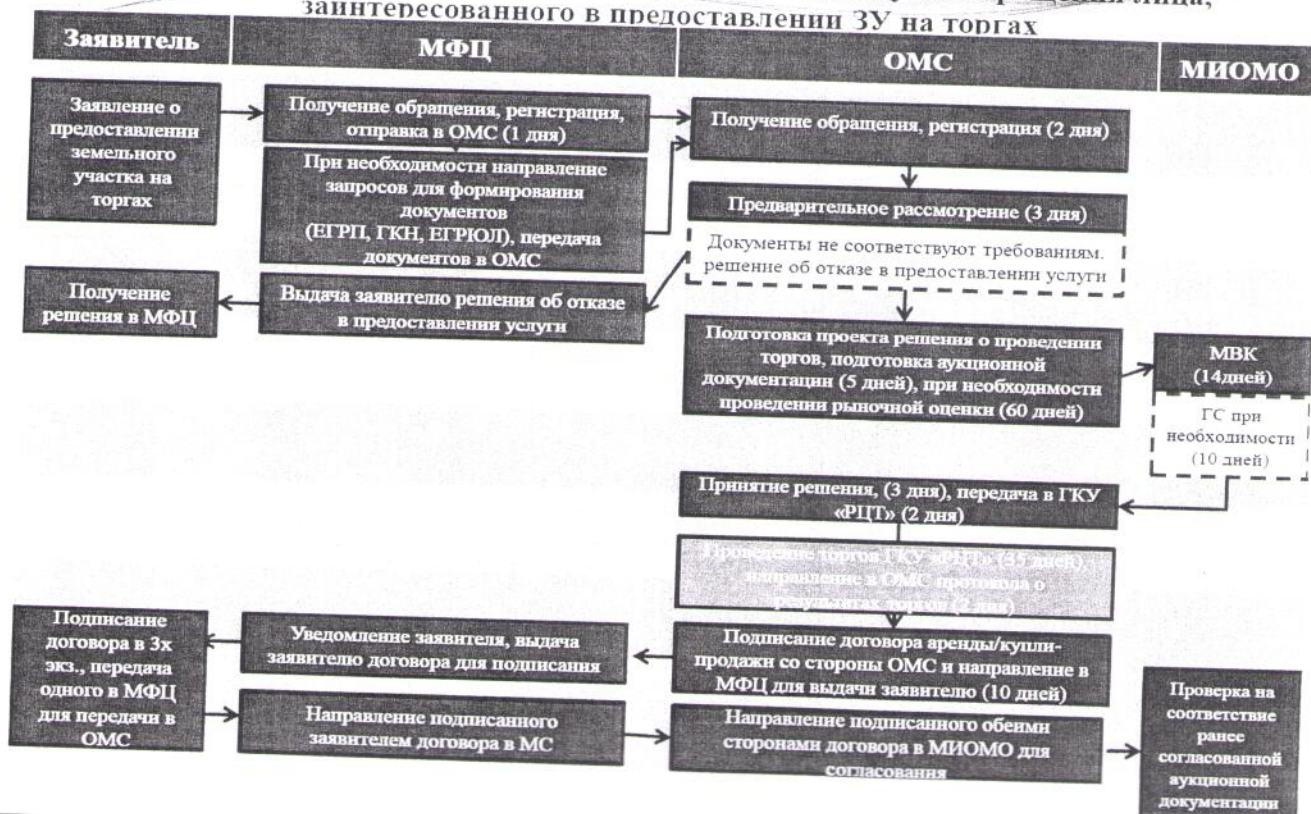 лица,
заинтересованного в предоставлении ЗУ на торгах
Заявитель
МФЦ
ОМС
МИОМО
Заявление о
предоставлении
земельного
участка на
торгах
Получение обращения, регистрация,
отправка в ОМС (1 дня)
Получение обращения, регистрация (2 дня)
При необходимости направление
запросов для формирования
документов
(ЕГРП, ГКН, ЕГРЮЛ), передача
документов в ОМС
Предварительное рассмотрение (3 дня)
Документы не соответствуют требованиям.
решение об отказе в предоставлении услуги
Получение
решения в МФЦ
Выдача заявителю решения об отказе
в предоставлении услуги
Подготовка проекта решения о проведении
торгов, подготовка аукционной
документации (5 дней), при необходимости
проведении рыночной оценки (60 дней)
МВК
(14дней)
ГС при
необходимости
(10 дней)
Принятие решения, (3 дня), передача в ГКУ
«РЦТ» (2 дня)
Проведение торгов ГКУ «РЦТ» (35 дней),
направление в ОМС протокола о
результатах торгов (2 дня)
Подписание
договора в 3х
экз., передача
одного в МФЦ
для передачи в
ОМС
Уведомление заявителя, выдача
заявителю договора для подписания
Подписание договора аренды/купли-
продажи со стороны ОМС и направление в
МФЦ для выдачи заявителю (10 дней)
Направление подписанного
заявителем договора в МС
Направление подписанного обеими
сторонами договора в МИОМО для
согласования
Проверка на
соответствие
ранее
согласованной
аукционной
документации